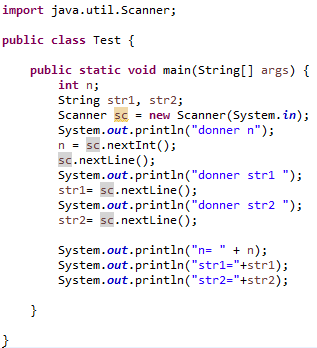 import java.util.Scanner;
public class Test {
public static void main(String[] args) {
int n;
String str1, str2;
Scanner sc = new Scanner(System.in);
System.out.println("donner n");
n = sc.nextInt();
sc.nextLine();
System.out.println("donner str1 ");
str1= sc.nextLine();
System.out.println("donner str2 ");
str2= sc.nextLine();
System.out.println("n= " + n);
System.out.println("str1="+str1);
System.out.println("str2="+str2);
}
}